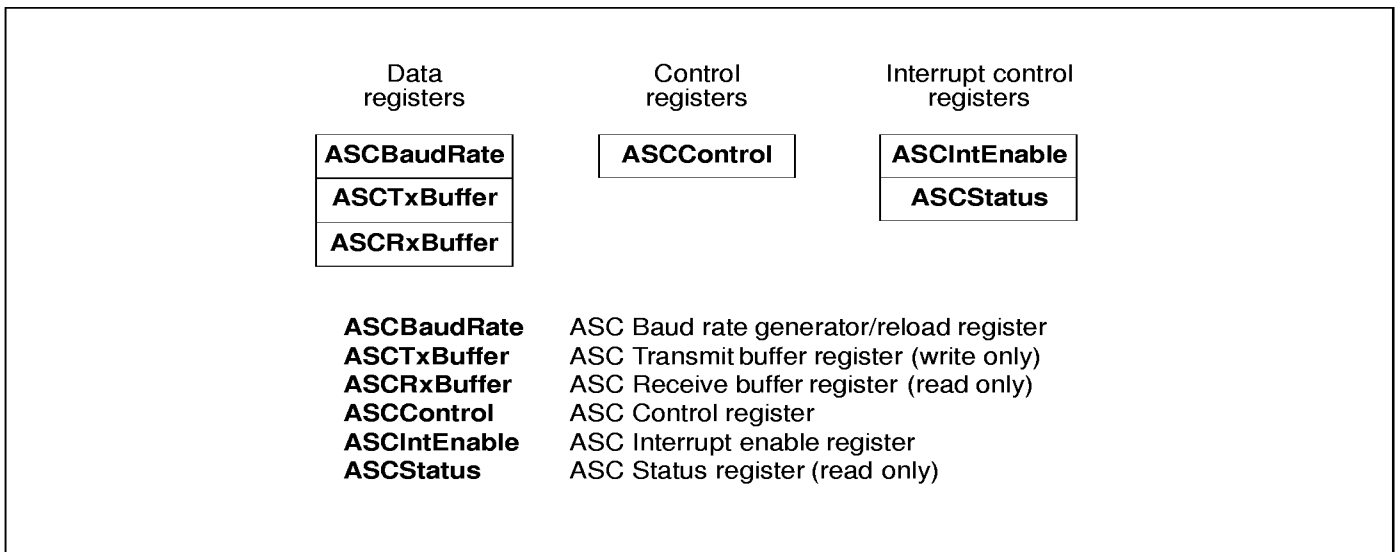 Data registers
Control registers
Interrupt control registers
ASCBaudRate
ASCTxBuffer
ASCRxBuffer
ASCControl
ASCIntEnable
ASCStatus
ASCBaudRate ASC Baud rate generator/reload register
ASCTxBuffer ASC Transmit buffer register (write only)
ASCRxBuffer ASC Receive buffer register (read only)
ASCControl ASC Control register
ASCIntEnable ASC Interrupt enable register
ASCStatus ASC Status register (read only)